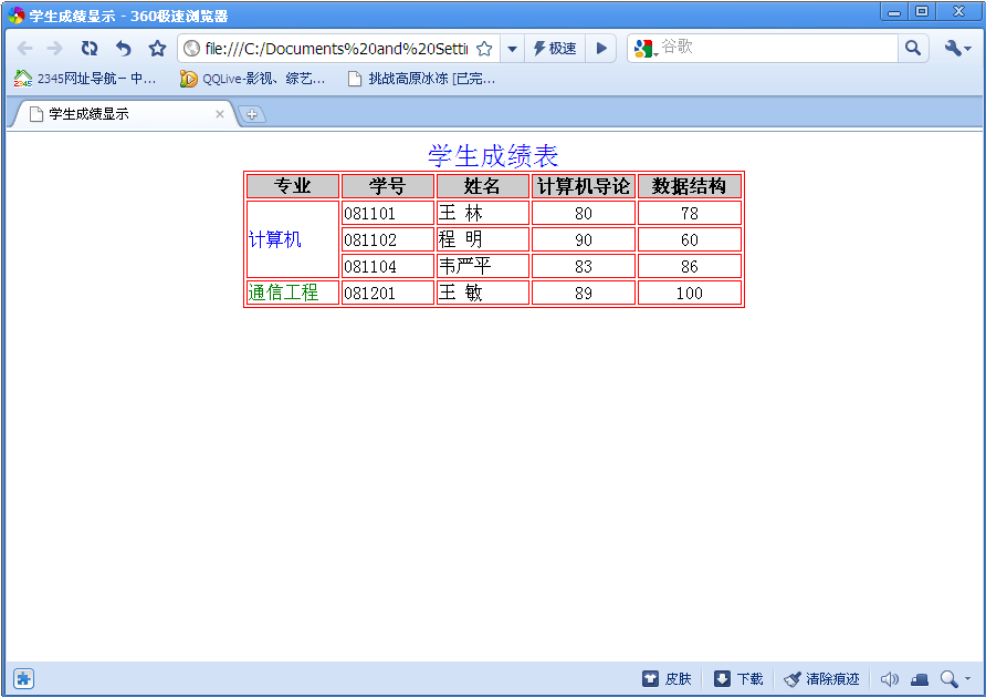 学生成绩显示 - 360极速浏览器
file:///C:/Documents%20and%20Setti
极速
谷歌
2345网址导航－中...
QQLive-影视、综艺...
挑战高原冰冻 [已完...
学生成绩显示
学生成绩表
专业 学号 姓名 计算机导论 数据结构
计算机 081101 王 林 80 78
081102 程 明 90 60
081104 韦严平 83 86
通信工程 081201 王 敏 89 100
皮肤 下载 清除痕迹